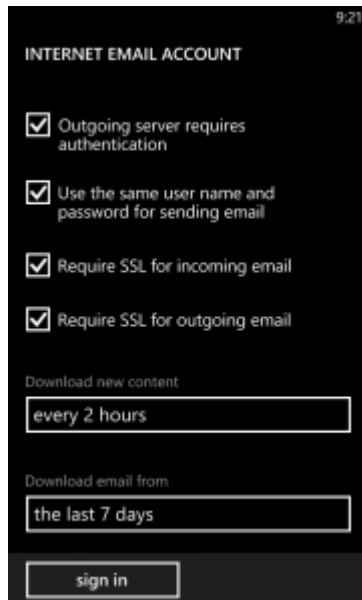 9:21
INTERNET EMAIL ACCOUNT
Outgoing server requires
authentication
Use the same user name and
password for sending email
Require SSL for incoming email
Require SSL for outgoing email
Download new content
every 2 hours
Download email from
the last 7 days
sign in